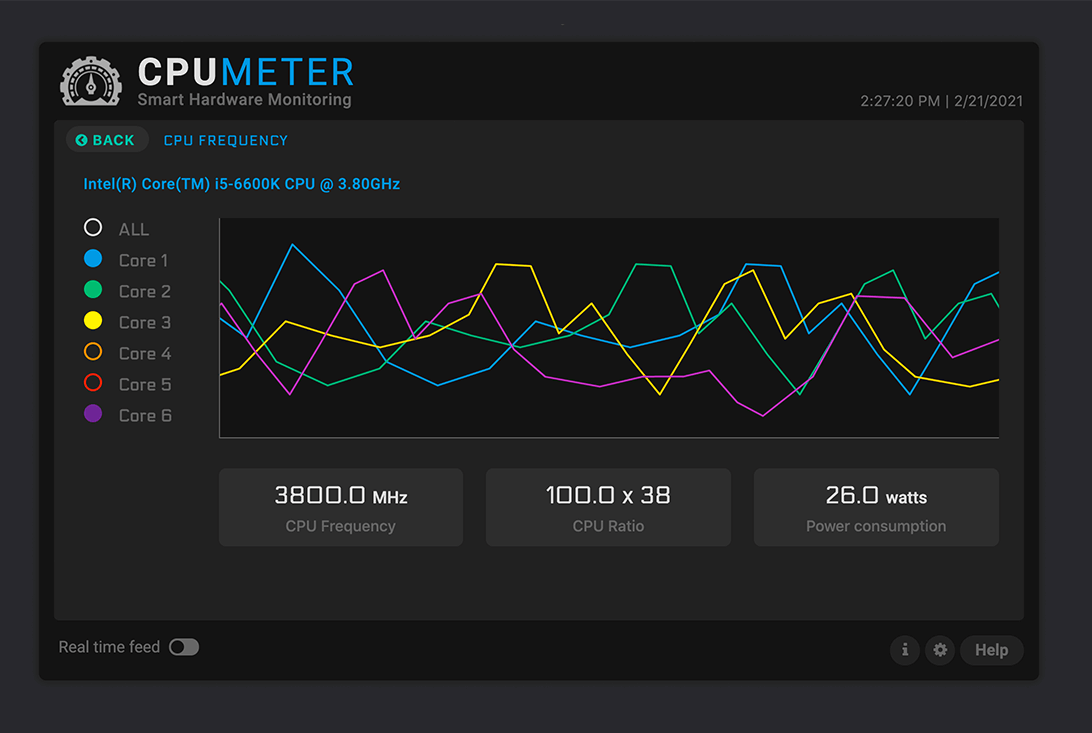 CPUMETER
Smart Hardware Monitoring
2:27:20 PM | 2/21/2021
BACK
CPU FREQUENCY
Intel(R) Core(TM) i5-6600K CPU @ 3.80GHz
ALL
Core 1
Core 2
Core 3
Core 4
Core 5
Core 6
3800.0 MHz
CPU Frequency
100.0 x 38
CPU Ratio
26.0 watts
Power consumption
Real time feed
i
Help